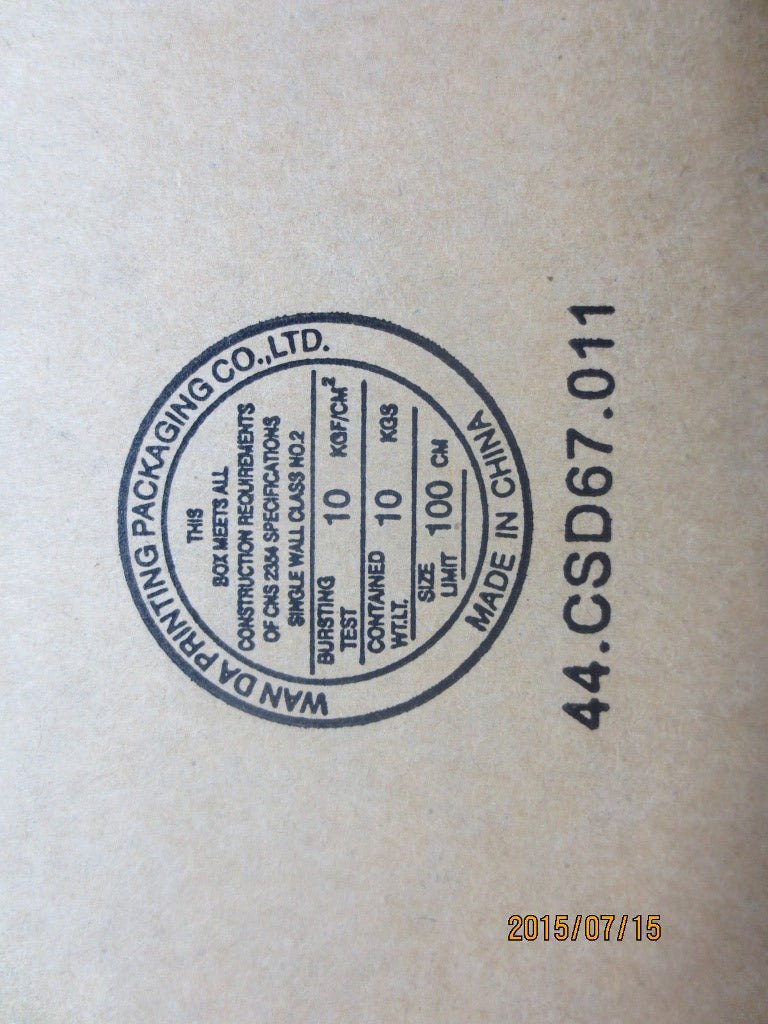 WAN DA PRINTING PACKAGING CO.,LTD.
THIS
BOX MEETS ALL
CONSTRUCTION REQUIREMENTS
OF CNS 2354 SPECIFICATIONS
SINGLE WALL CLASS NO.2
BURSTING TEST 10 KGF/CM²
CONTAINED WT.LT. 10 KGS
SIZE LIMIT 100 CM
MADE IN CHINA
44.CSD67.011
2015/07/15